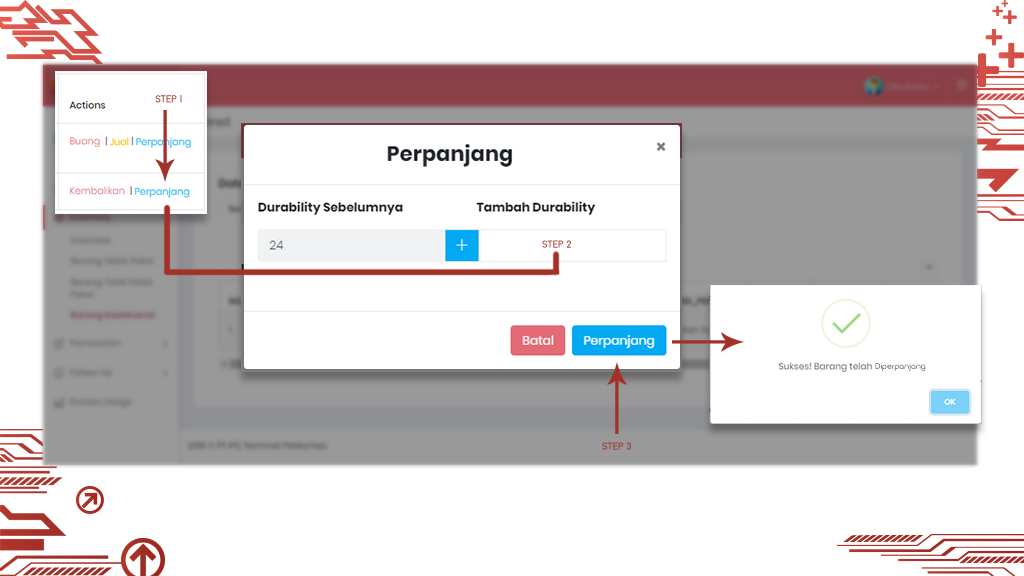 Actions
STEP 1
Buang | Jual | Perpanjang
Kembalikan | Perpanjang
Perpanjang
×
Durability Sebelumnya
Tambah Durability
24
+
STEP 2
Batal
Perpanjang
STEP 3
Sukses! Barang telah Diperpanjang
OK
Overview